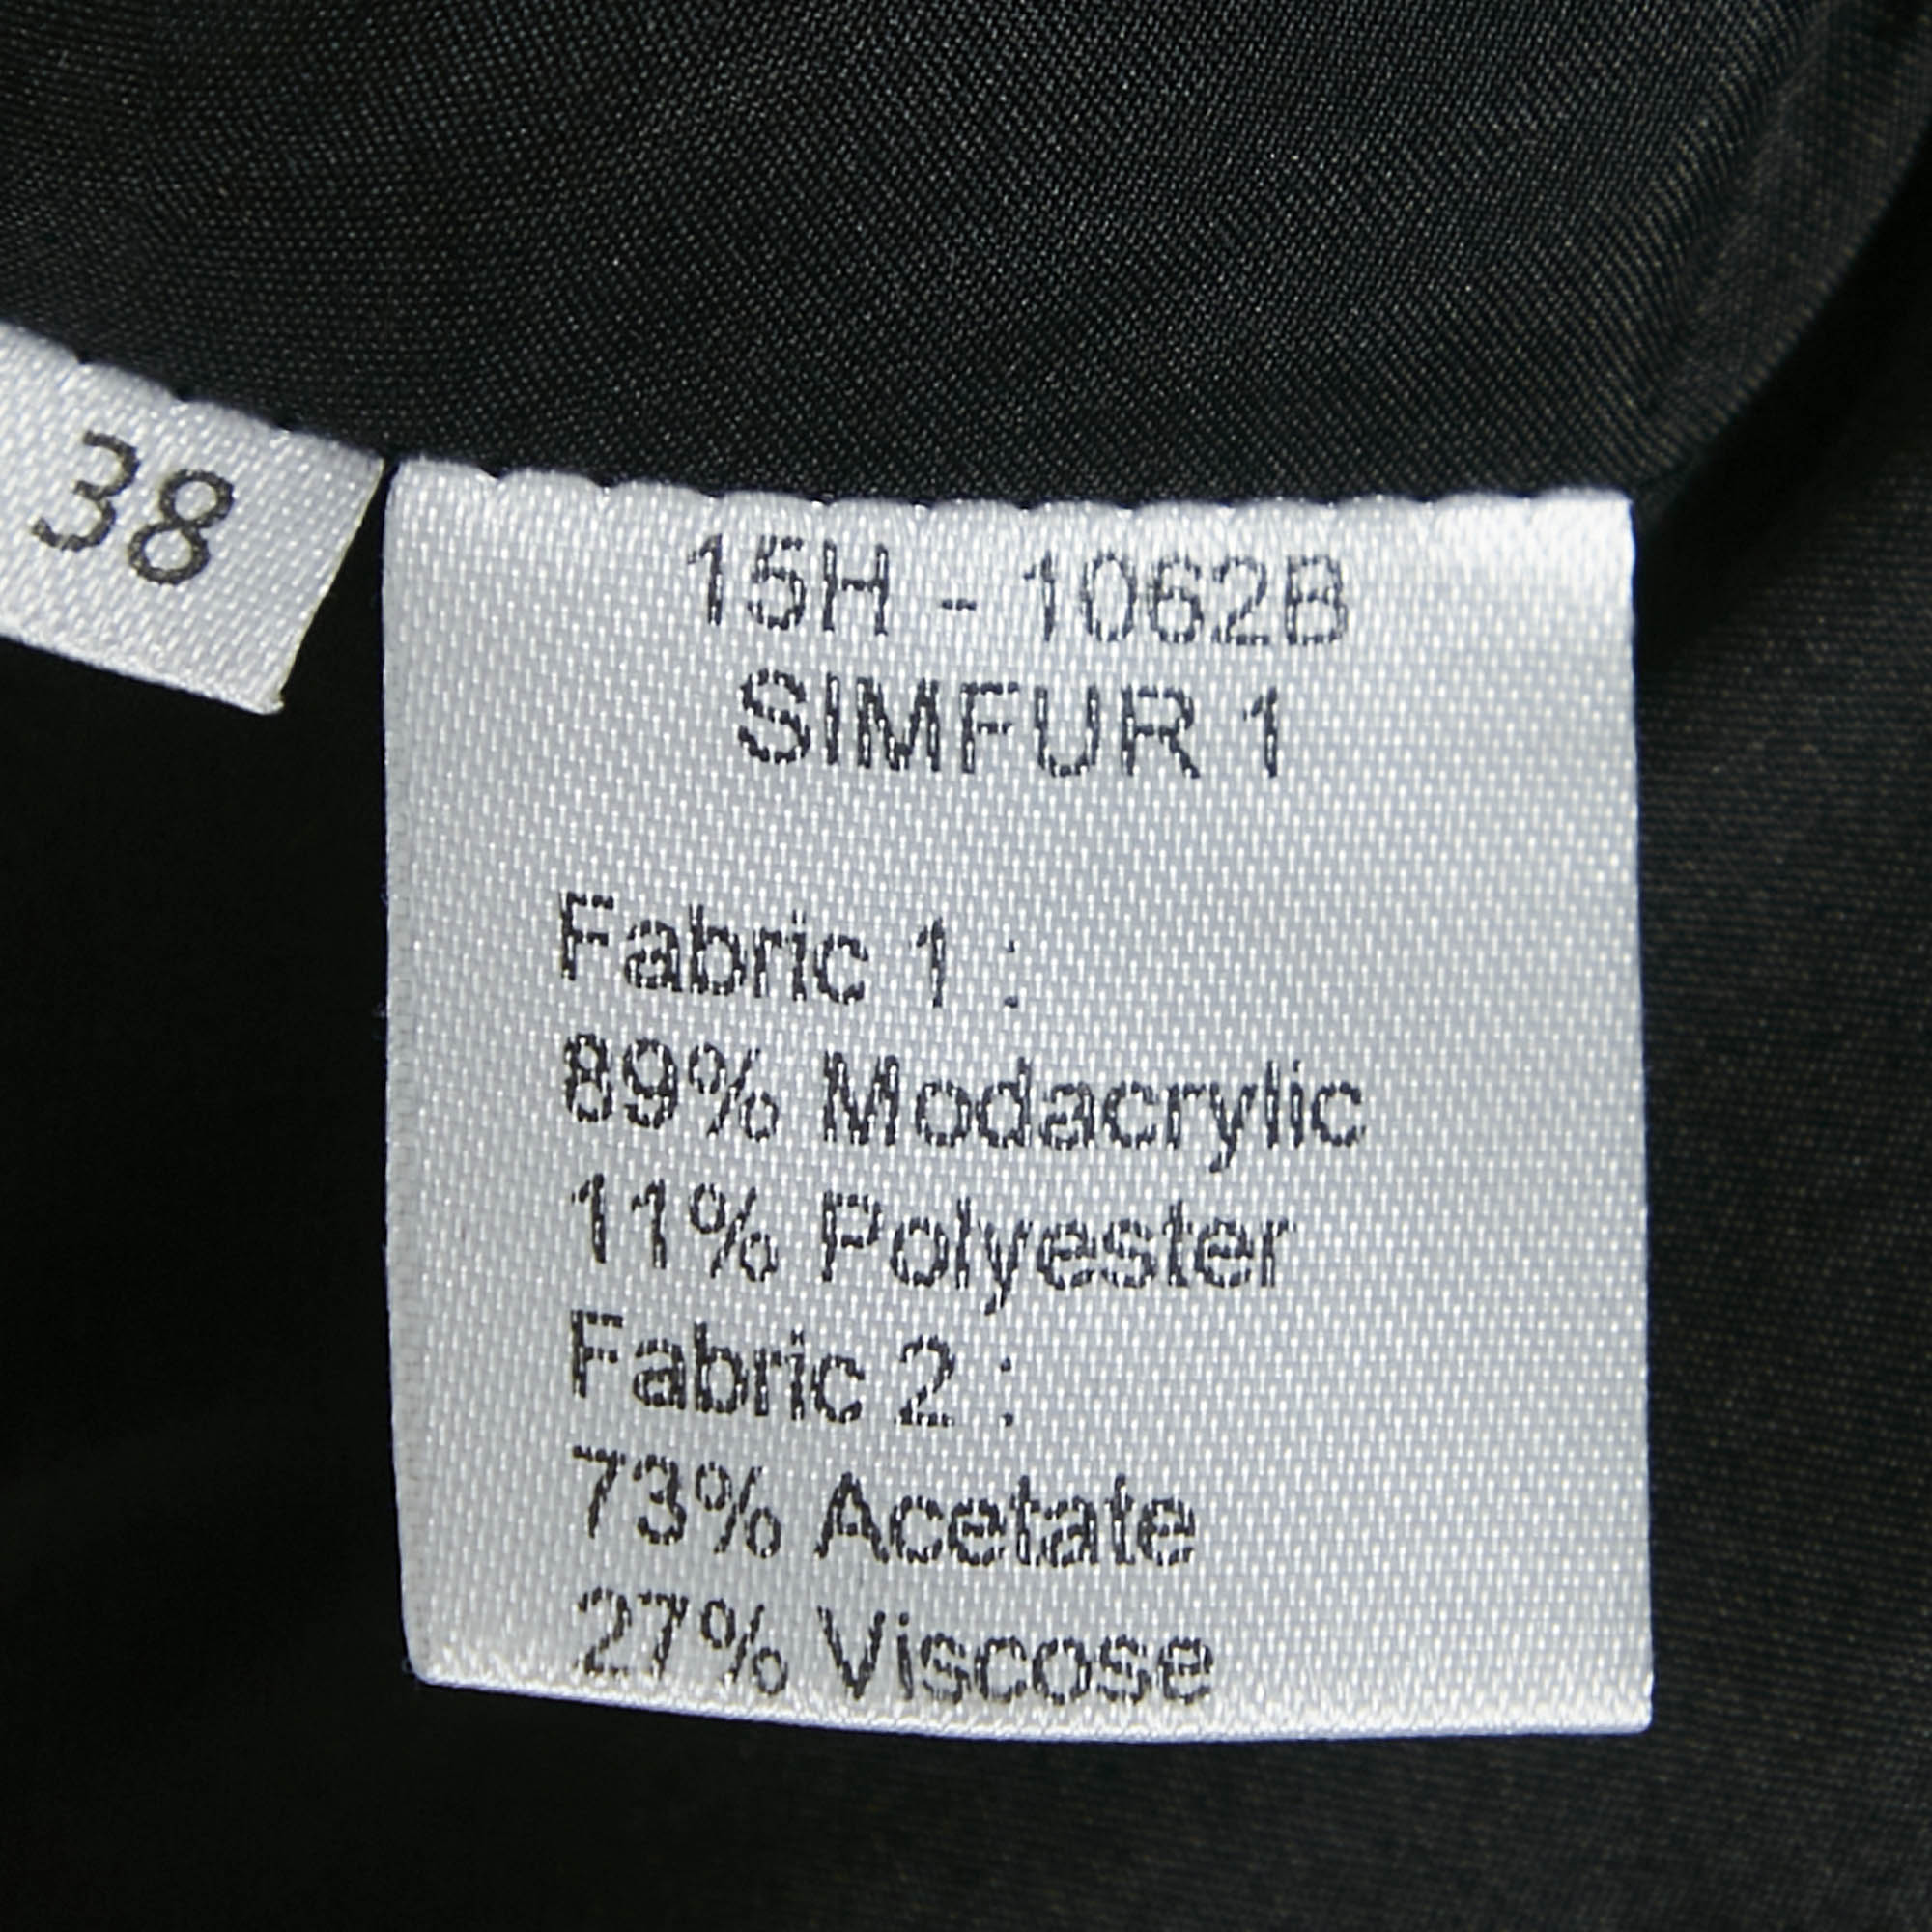 38
15H - 1062B
SIMFUR 1
Fabric 1 :
89% Modacrylic
11% Polyester
Fabric 2 :
73% Acetate
27% Viscose